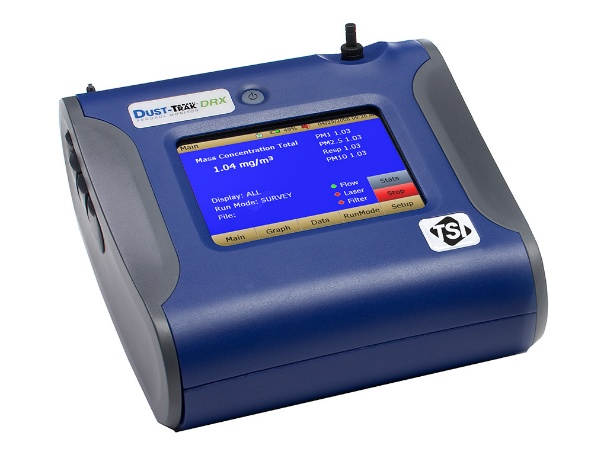 DUST-TRAK DRX
AEROSOL MONITOR
Main
Mass Concentration Total
1.04 mg/m³
PM1 1.03
PM2.5 1.03
Resp 1.03
PM10 1.03
Display: ALL
Run Mode: SURVEY
File:
Flow
Laser
Filter
Stats
Stop
Main Graph Data RunMode Setup
TSI